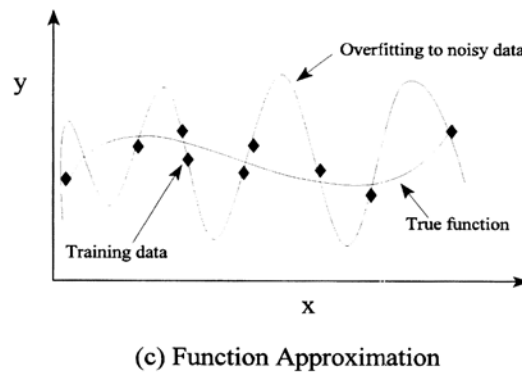 Overfitting to noisy data
y
Training data
True function
x
(c) Function Approximation